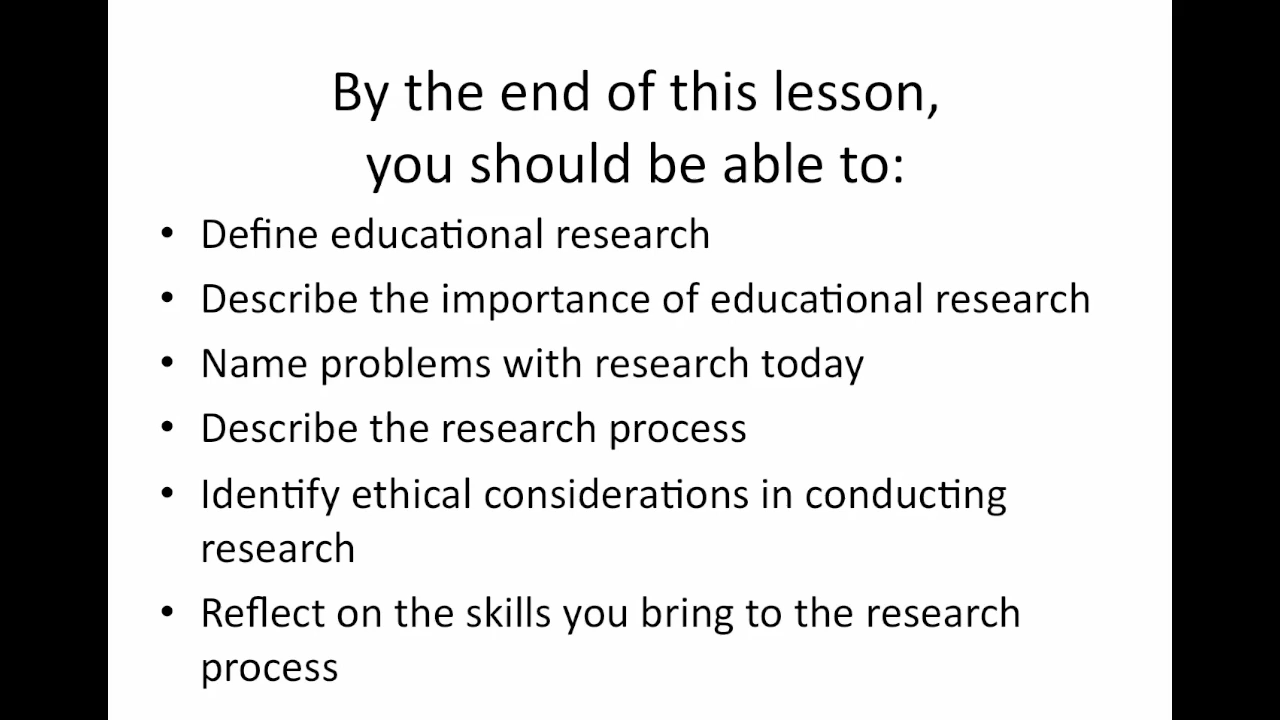 By the end of this lesson,
you should be able to:
• Define educational research
• Describe the importance of educational research
• Name problems with research today
• Describe the research process
• Identify ethical considerations in conducting
research
• Reflect on the skills you bring to the research
process